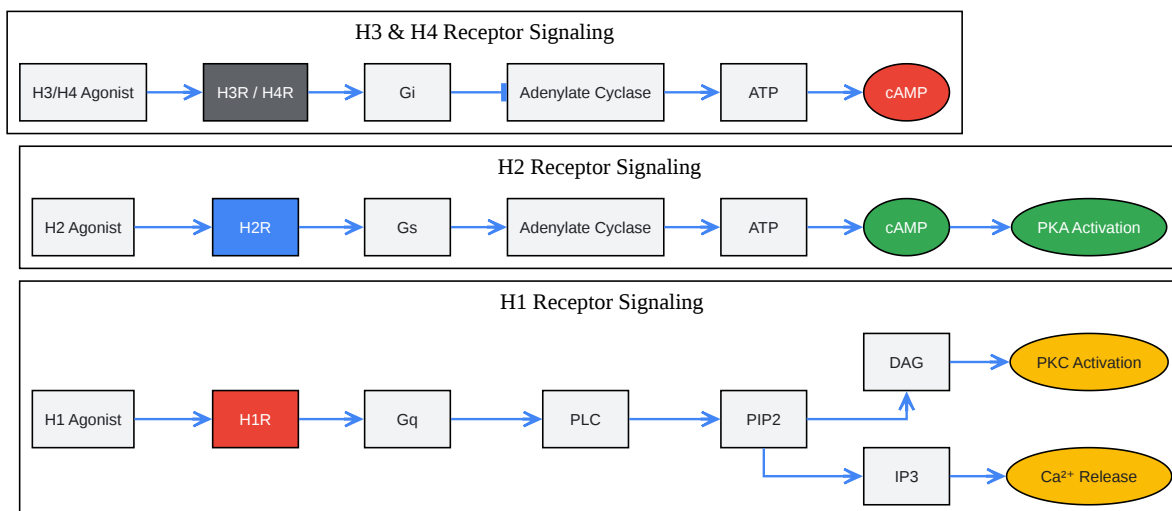 H3 & H4 Receptor Signaling
H3/H4 Agonist
H3R / H4R
Gi
Adenylate Cyclase
ATP
cAMP
H2 Receptor Signaling
H2 Agonist
H2R
Gs
Adenylate Cyclase
ATP
cAMP
PKA Activation
H1 Receptor Signaling
DAG
PKC Activation
H1 Agonist
H1R
Gq
PLC
PIP2
IP3
Ca²⁺ Release